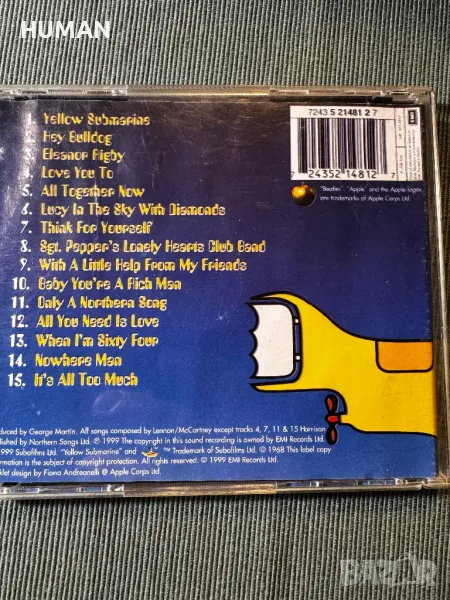 HUMAN
1. Yellow Submarine
2. Hey Bulldog
3. Eleanor Rigby
4. Love You To
5. All Together Now
6. Lucy In The Sky With Diamonds
7. Think For Yourself
8. Sgt. Pepper's Lonely Hearts Club Band
9. With A Little Help From My Friends
10. Baby You're A Rich Man
11. Only A Northern Song
12. All You Need Is Love
13. When I'm Sixty Four
14. Nowhere Man
15. It's All Too Much
7243 5 21481 2 7
7 24352 14812 7
EMI
"Beatles", "Apple" and the Apple logos
are trademarks of Apple Corps Ltd.
duced by George Martin. All songs composed by Lennon/McCartney except tracks 4, 7, 11 & 15 Harrison
blished by Northern Songs Ltd. ℗ 1999 The copyright in this sound recording is owned by EMI Records Ltd.
1999 Subafilms Ltd. "Yellow Submarine" and ™ Trademark of Subafilms Ltd. © 1968 This label copy
formation is the subject of copyright protection. All rights reserved. © 1999 EMI Records Ltd.
klet design by Fiona Andreanelli @ Apple Corps Ltd.
BAZAR